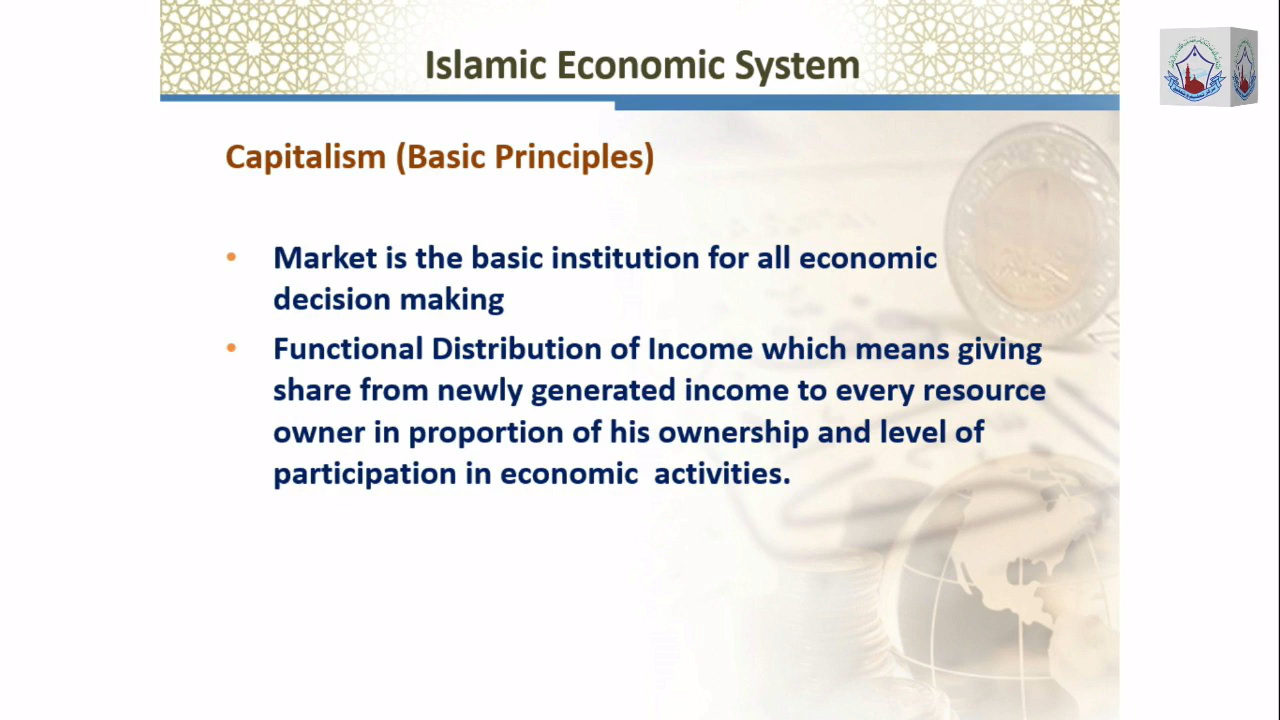 Islamic Economic System
Capitalism (Basic Principles)
• Market is the basic institution for all economic
decision making
• Functional Distribution of Income which means giving
share from newly generated income to every resource
owner in proportion of his ownership and level of
participation in economic activities.